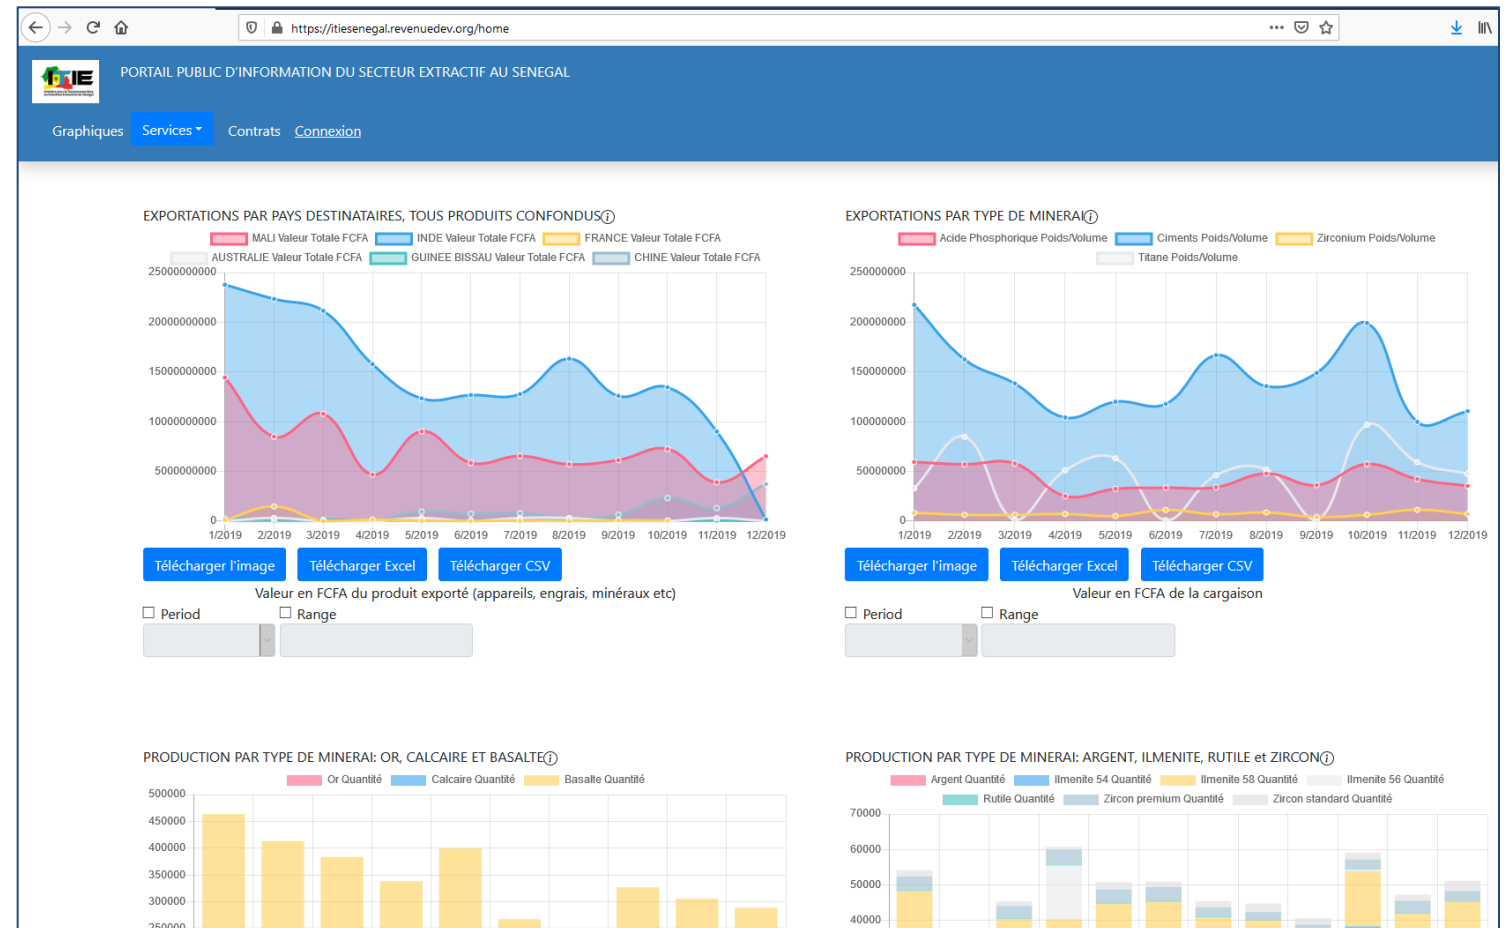 https://itiesenegal.revenuedev.org/home
ITIE
PORTAIL PUBLIC D'INFORMATION DU SECTEUR EXTRACTIF AU SENEGAL
Graphiques Services Contrats Connexion
EXPORTATIONS PAR PAYS DESTINATAIRES, TOUS PRODUITS CONFONDUS
MALI Valeur Totale FCFA INDE Valeur Totale FCFA FRANCE Valeur Totale FCFA
AUSTRALIE Valeur Totale FCFA GUINEE BISSAU Valeur Totale FCFA CHINE Valeur Totale FCFA
25000000000
20000000000
15000000000
10000000000
5000000000
0
1/2019 2/2019 3/2019 4/2019 5/2019 6/2019 7/2019 8/2019 9/2019 10/2019 11/2019 12/2019
Télécharger l'image Télécharger Excel Télécharger CSV
Valeur en FCFA du produit exporté (appareils, engrais, minéraux etc)
Period Range
EXPORTATIONS PAR TYPE DE MINERAI
Acide Phosphorique Poids/Volume Ciments Poids/Volume Zirconium Poids/Volume
Titane Poids/Volume
250000000
200000000
150000000
100000000
50000000
0
1/2019 2/2019 3/2019 4/2019 5/2019 6/2019 7/2019 8/2019 9/2019 10/2019 11/2019 12/2019
Télécharger l'image Télécharger Excel Télécharger CSV
Valeur en FCFA de la cargaison
Period Range
PRODUCTION PAR TYPE DE MINERAI: OR, CALCAIRE ET BASALTE
Or Quantité Calcaire Quantité Basalte Quantité
500000
450000
400000
350000
300000
250000
PRODUCTION PAR TYPE DE MINERAI: ARGENT, ILMENITE, RUTILE et ZIRCON
Argent Quantité Ilmenite 54 Quantité Ilmenite 58 Quantité Ilmenite 56 Quantité
Rutile Quantité Zircon premium Quantité Zircon standard Quantité
70000
60000
50000
40000